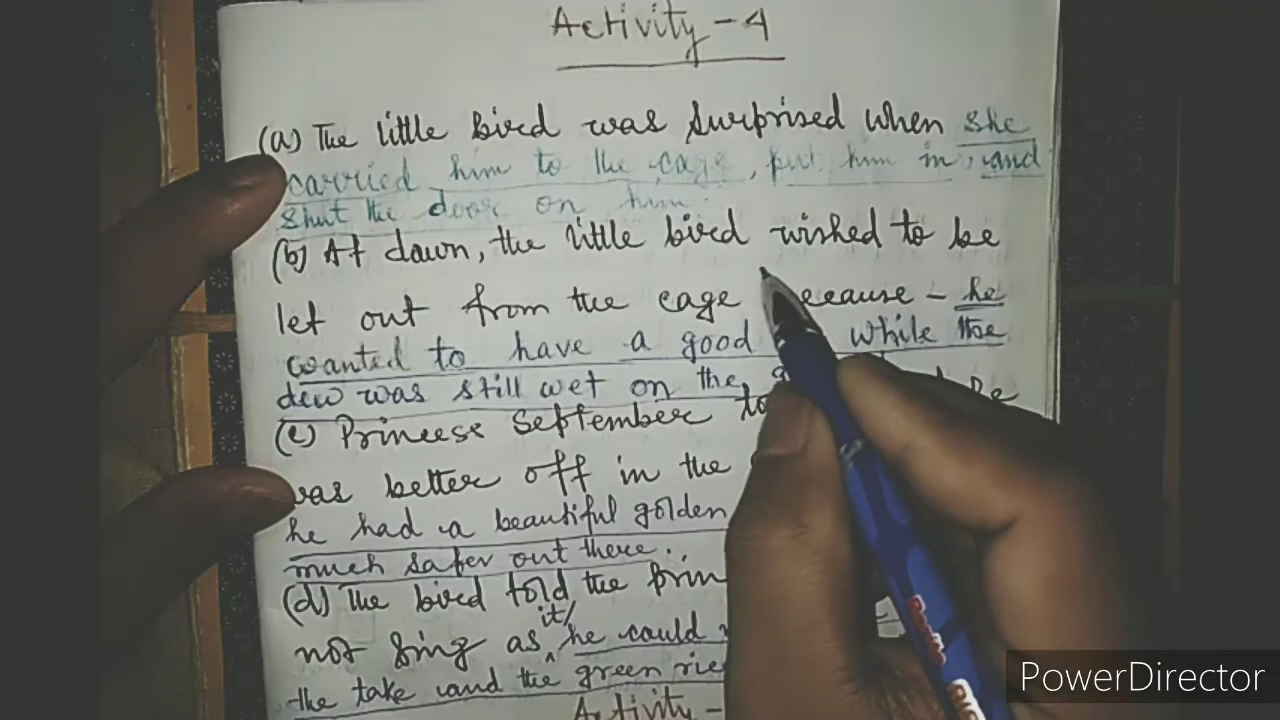 Activity - 4
(a) The little bird was surprised when she
carried him to the cage, put him in, and
shut the door on him.
(b) At dawn, the little bird wished to be
let out from the cage because - he
wanted to have a good while the
dew was still wet on the
(c) Princess September
was better off in the
he had a beautiful golden
much safer out there.
(d) The bird told the
it/
not sing as he could
the lake and the green
Activity -
PowerDirector